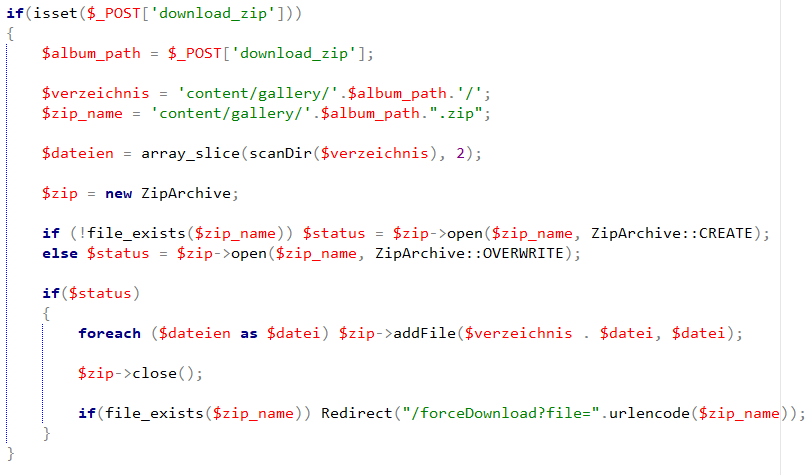 if(isset($_POST['download_zip']))
{
$album_path = $_POST['download_zip'];
$verzeichnis = 'content/gallery/'.$album_path.'/';
$zip_name = 'content/gallery/'.$album_path.".zip";
$dateien = array_slice(scanDir($verzeichnis), 2);
$zip = new ZipArchive;
if (!file_exists($zip_name)) $status = $zip->open($zip_name, ZipArchive::CREATE);
else $status = $zip->open($zip_name, ZipArchive::OVERWRITE);
if($status)
{
foreach ($dateien as $datei) $zip->addFile($verzeichnis . $datei, $datei);
$zip->close();
if(file_exists($zip_name)) Redirect("/forceDownload?file=".urlencode($zip_name));
}
}